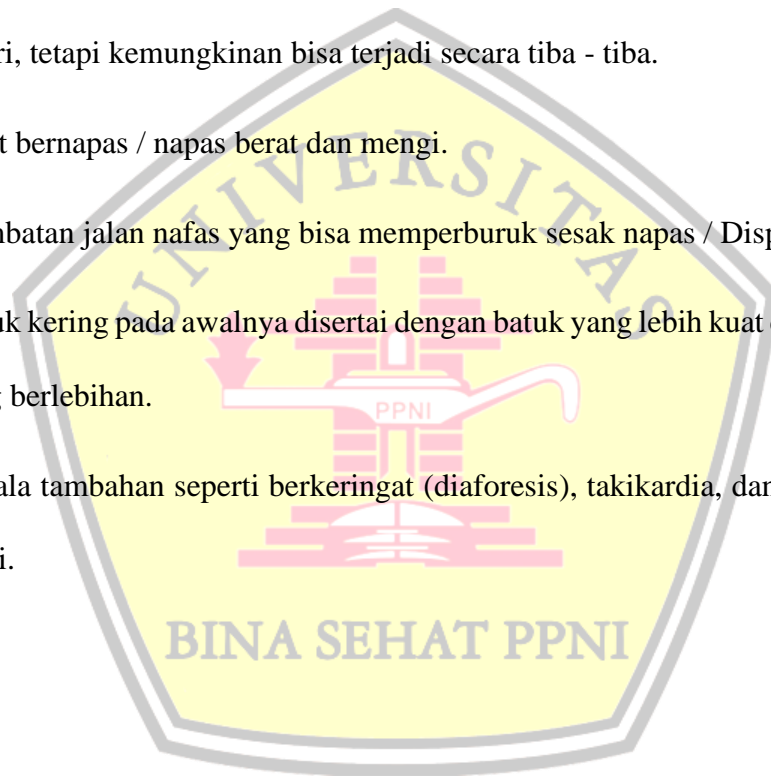 ri, tetapi kemungkinan bisa terjadi secara tiba - tiba.
t bernapas / napas berat dan mengi.
mbatan jalan nafas yang bisa memperburuk sesak napas / Disp
uk kering pada awalnya disertai dengan batuk yang lebih kuat
g berlebihan.
ala tambahan seperti berkeringat (diaforesis), takikardia, dan
i.
UNIVERSITAS
PPNI
BINA SEHAT PPNI